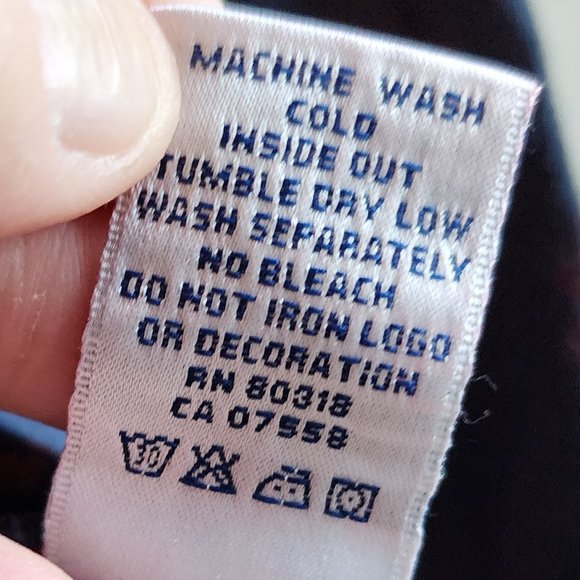 MACHINE WASH
COLD
INSIDE OUT
TUMBLE DRY LOW
WASH SEPARATELY
NO BLEACH
DO NOT IRON LOGO
OR DECORATION
RN 80318
CA 07558
30